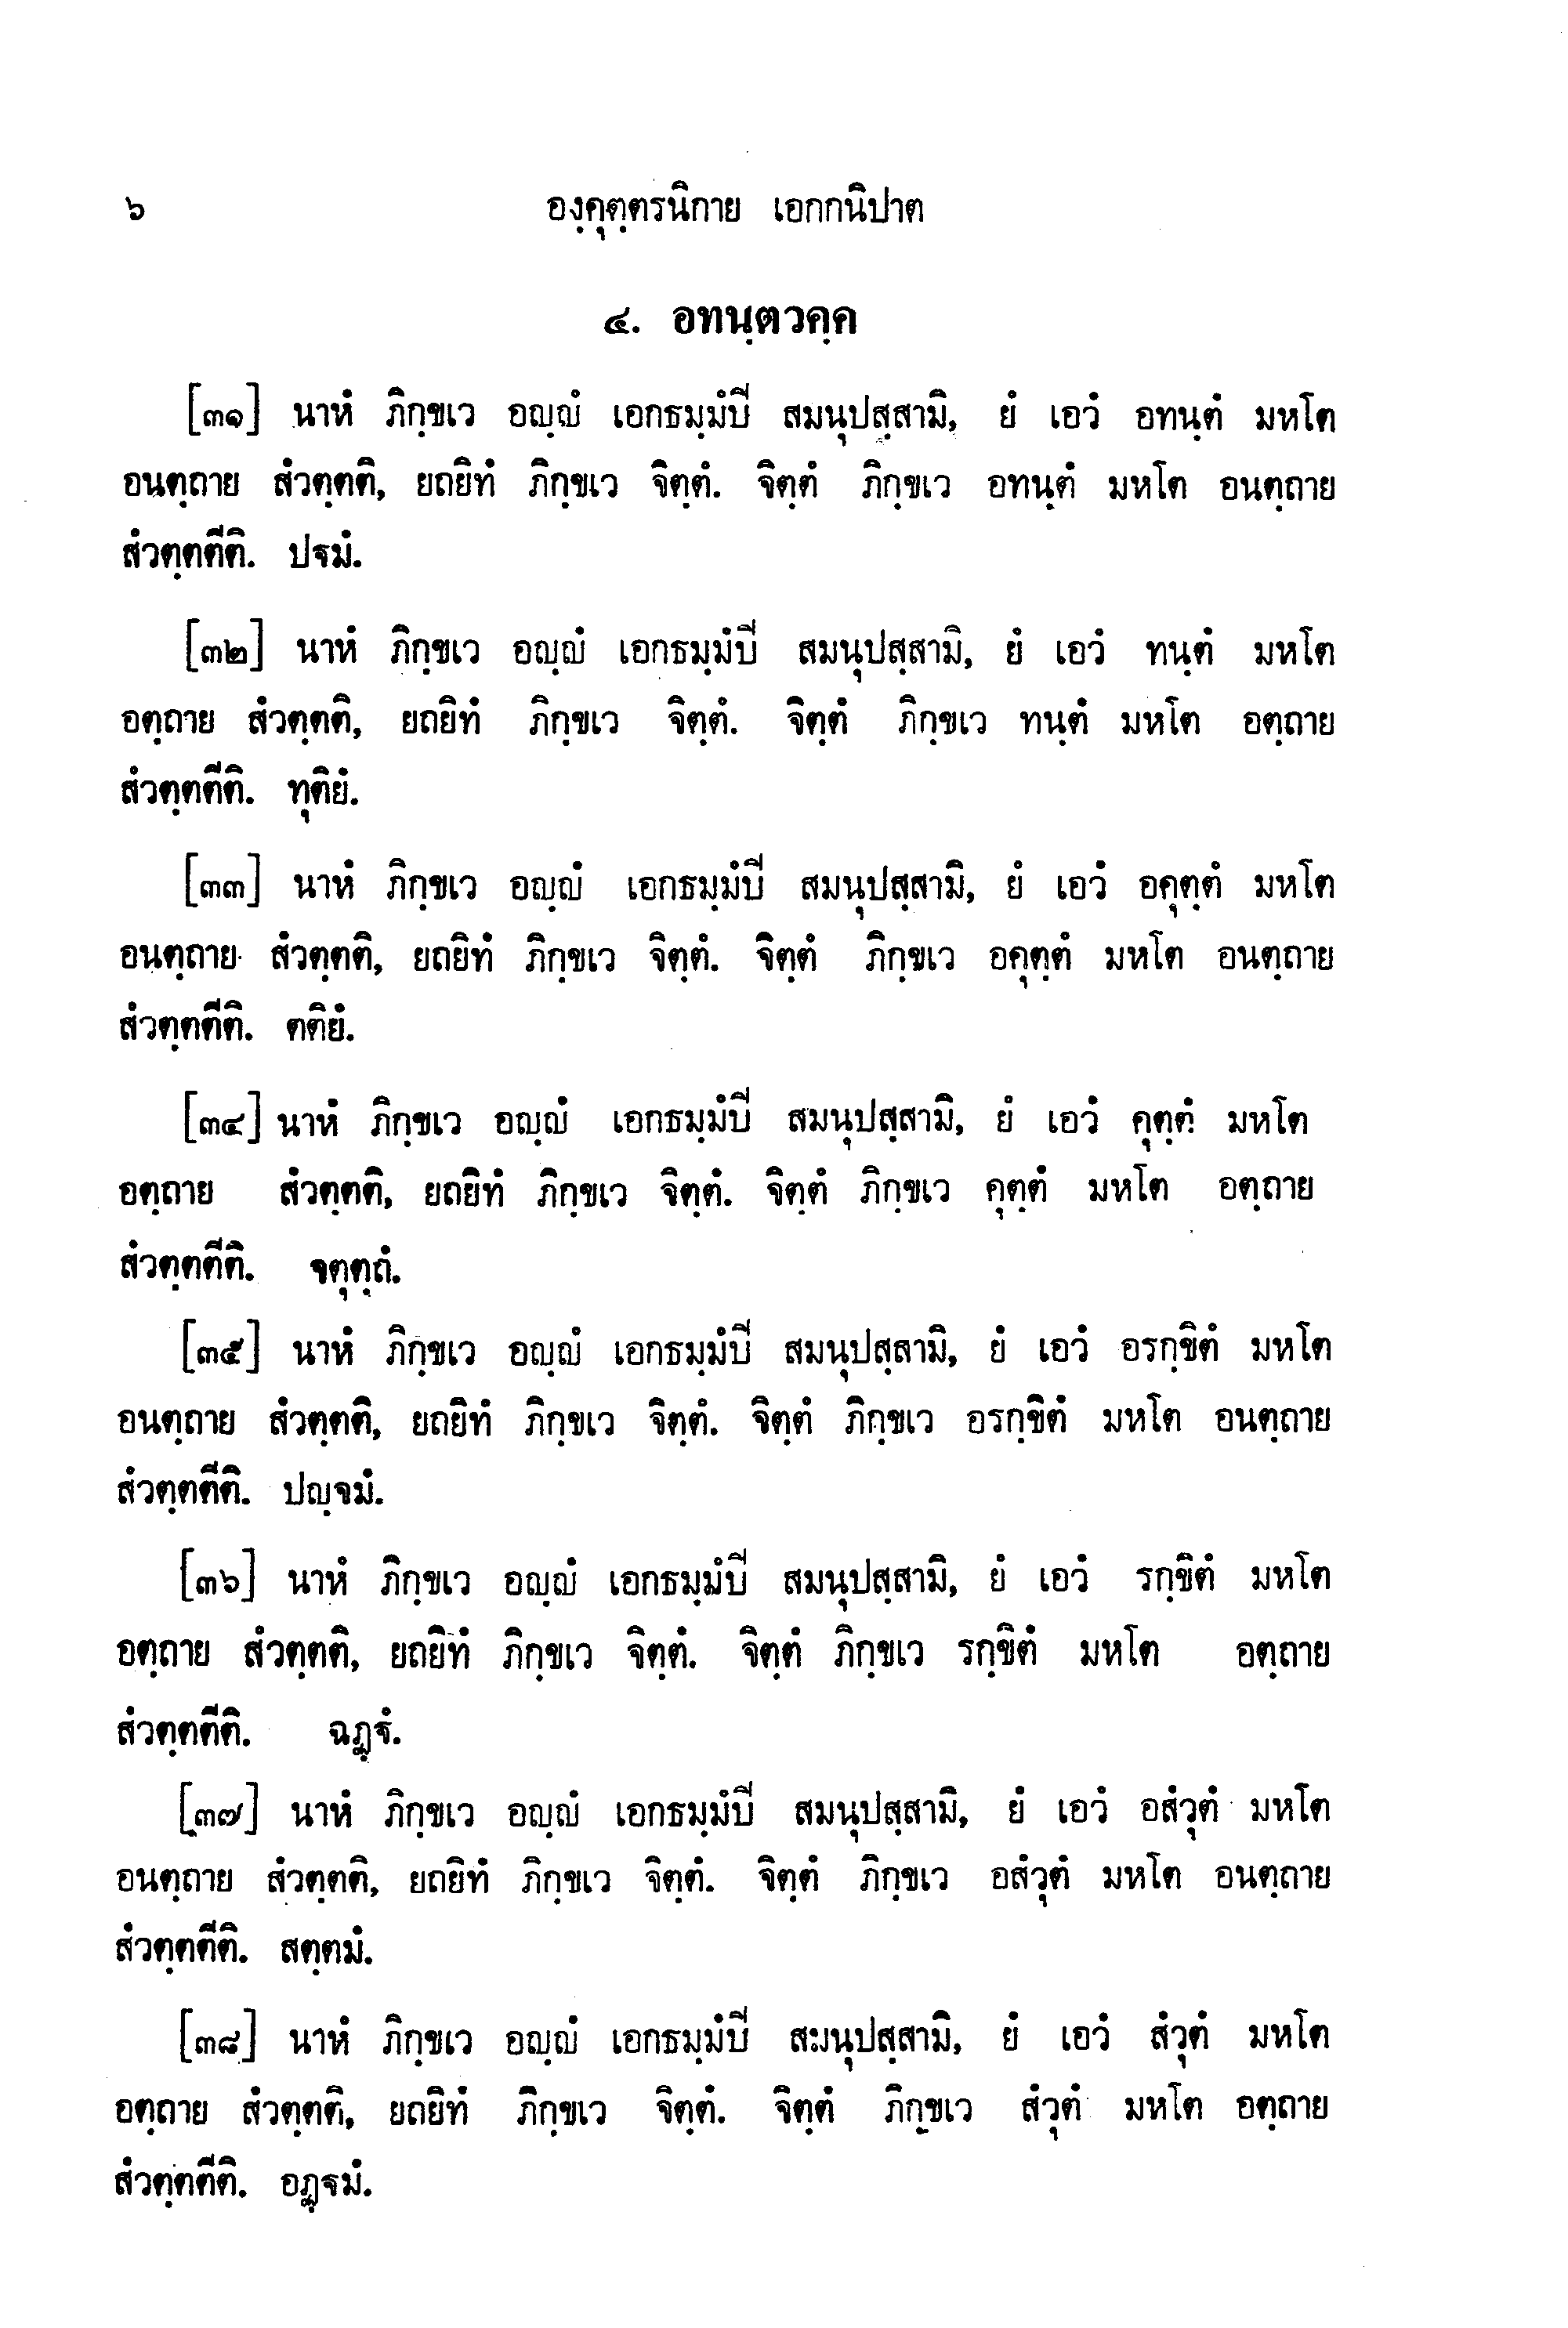 ๖ องฺคุตฺตรนิกาย เอกกนิปาต
๔. อทนฺตวคฺค
[๓๑] นาหํ ภิกฺขเว อญฺญํ เอกธมฺมํปี สมนุปสฺสามิ, ยํ เอวํ อทนฺตํ มหโต
อนตฺถาย สํวตฺตติ, ยถยิทํ ภิกฺขเว จิตฺตํ. จิตฺตํ ภิกฺขเว อทนฺตํ มหโต อนตฺถาย
สํวตฺตตีติ. ปฐมํ.
[๓๒] นาหํ ภิกฺขเว อญฺญํ เอกธมฺมํปี สมนุปสฺสามิ, ยํ เอวํ ทนฺตํ มหโต
อตฺถาย สํวตฺตติ, ยถยิทํ ภิกฺขเว จิตฺตํ. จิตฺตํ ภิกฺขเว ทนฺตํ มหโต อตฺถาย
สํวตฺตตีติ. ทุติยํ.
[๓๓] นาหํ ภิกฺขเว อญฺญํ เอกธมฺมํปี สมนุปสฺสามิ, ยํ เอวํ อคุตฺตํ มหโต
อนตฺถาย สํวตฺตติ, ยถยิทํ ภิกฺขเว จิตฺตํ. จิตฺตํ ภิกฺขเว อคุตฺตํ มหโต อนตฺถาย
สํวตฺตตีติ. ตติยํ.
[๓๔] นาหํ ภิกฺขเว อญฺญํ เอกธมฺมํปี สมนุปสฺสามิ, ยํ เอวํ คุตฺตํ มหโต
อตฺถาย สํวตฺตติ, ยถยิทํ ภิกฺขเว จิตฺตํ. จิตฺตํ ภิกฺขเว คุตฺตํ มหโต อตฺถาย
สํวตฺตตีติ. จตุตฺถํ.
[๓๕] นาหํ ภิกฺขเว อญฺญํ เอกธมฺมํปี สมนุปสฺสามิ, ยํ เอวํ อรกฺขิตํ มหโต
อนตฺถาย สํวตฺตติ, ยถยิทํ ภิกฺขเว จิตฺตํ. จิตฺตํ ภิกฺขเว อรกฺขิตํ มหโต อนตฺถาย
สํวตฺตตีติ. ปญฺจมํ.
[๓๖] นาหํ ภิกฺขเว อญฺญํ เอกธมฺมํปี สมนุปสฺสามิ, ยํ เอวํ รกฺขิตํ มหโต
อตฺถาย สํวตฺตติ, ยถยิทํ ภิกฺขเว จิตฺตํ. จิตฺตํ ภิกฺขเว รกฺขิตํ มหโต อตฺถาย
สํวตฺตตีติ. ฉฏฺฐํ.
[๓๗] นาหํ ภิกฺขเว อญฺญํ เอกธมฺมํปี สมนุปสฺสามิ, ยํ เอวํ อสํวุตํ มหโต
อนตฺถาย สํวตฺตติ, ยถยิทํ ภิกฺขเว จิตฺตํ. จิตฺตํ ภิกฺขเว อสํวุตํ มหโต อนตฺถาย
สํวตฺตตีติ. สตฺตมํ.
[๓๘] นาหํ ภิกฺขเว อญฺญํ เอกธมฺมํปี สมนุปสฺสามิ, ยํ เอวํ สํวุตํ มหโต
อตฺถาย สํวตฺตติ, ยถยิทํ ภิกฺขเว จิตฺตํ. จิตฺตํ ภิกฺขเว สํวุตํ มหโต อตฺถาย
สํวตฺตตีติ. อฏฺฐมํ.